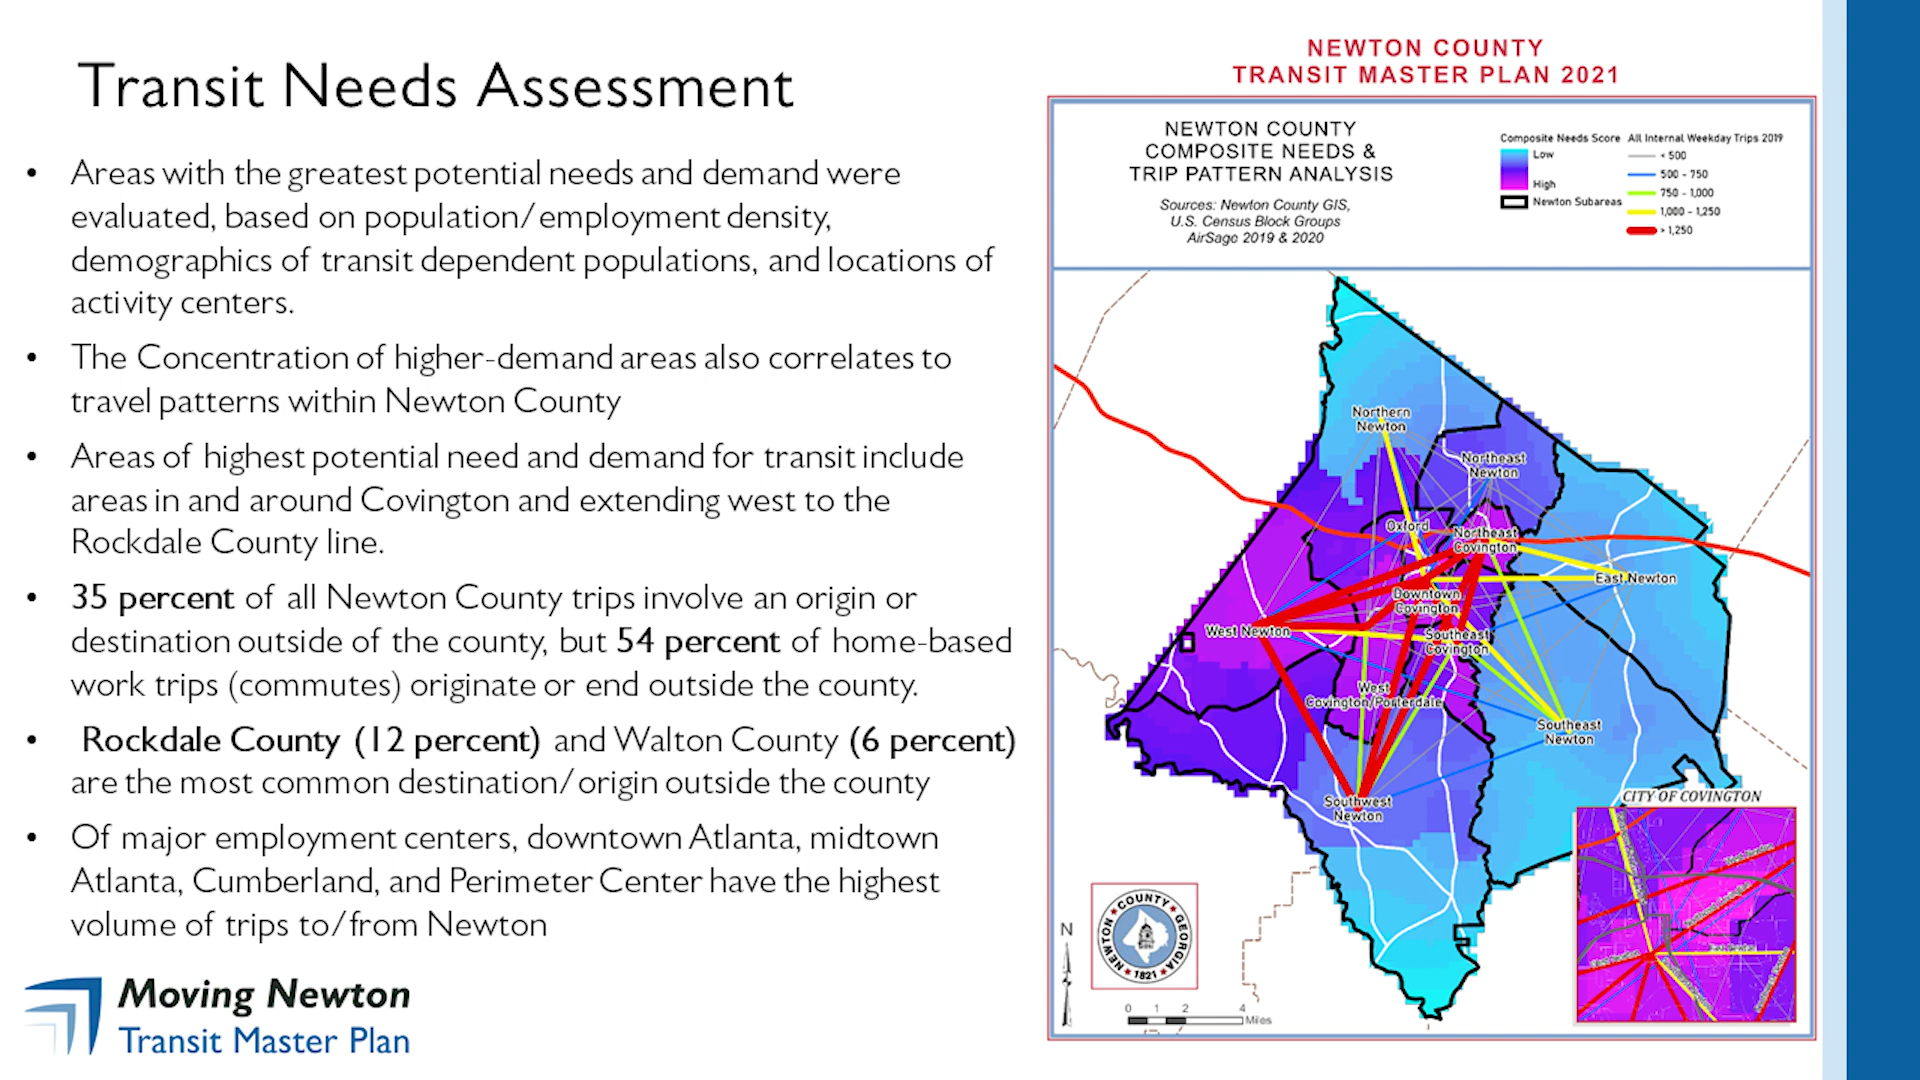 Transit Needs Assessment
• Areas with the greatest potential needs and demand were
evaluated, based on population/employment density,
demographics of transit dependent populations, and locations of
activity centers.
• The Concentration of higher-demand areas also correlates to
travel patterns within Newton County
• Areas of highest potential need and demand for transit include
areas in and around Covington and extending west to the
Rockdale County line.
• 35 percent of all Newton County trips involve an origin or
destination outside of the county, but 54 percent of home-based
work trips (commutes) originate or end outside the county.
• Rockdale County (12 percent) and Walton County (6 percent)
are the most common destination/origin outside the county
• Of major employment centers, downtown Atlanta, midtown
Atlanta, Cumberland, and Perimeter Center have the highest
volume of trips to/from Newton
Moving Newton
Transit Master Plan
NEWTON COUNTY
TRANSIT MASTER PLAN 2021
NEWTON COUNTY
COMPOSITE NEEDS &
TRIP PATTERN ANALYSIS
Sources: Newton County GIS,
U.S. Census Block Groups
AirSage 2019 & 2020
Composite Needs Score
Low
High
Newton Subareas
All Internal Weekday Trips 2019
< 500
500 - 750
750 - 1,000
1,000 - 1,250
> 1,250
Northern
Newton
Northeast
Newton
Oxford
Northeast
Covington
East Newton
Downtown
Covington
West Newton
Southeast
Covington
West
Covington/Porterdale
Southeast
Newton
Southwest
Newton
CITY OF COVINGTON
NEWTON COUNTY GEORGIA
1821
N
0 1 2 4
Miles